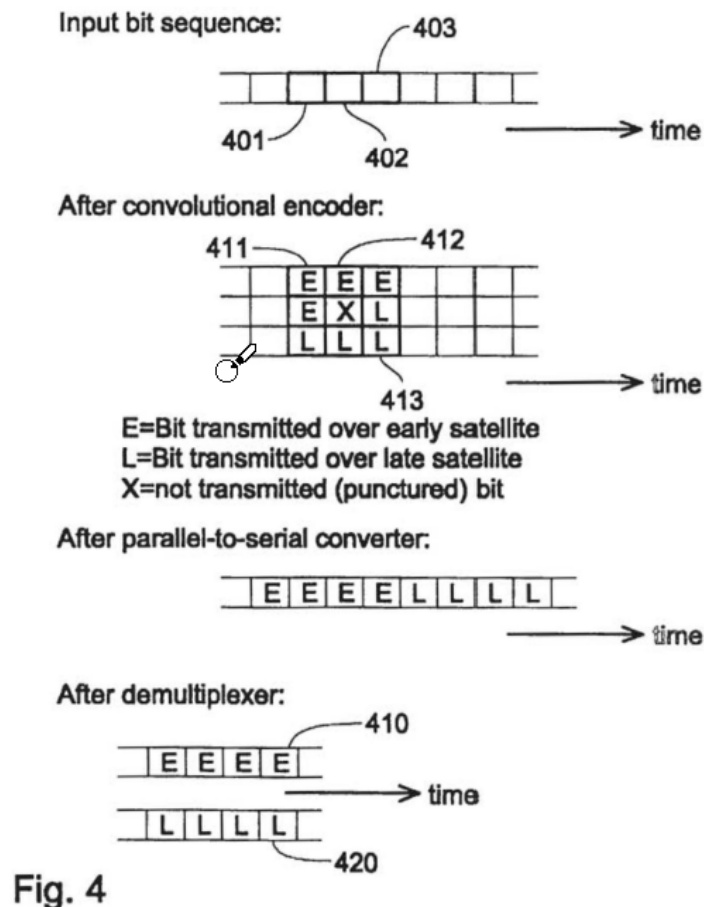 Input bit sequence:
403
401
402
time
After convolutional encoder:
411
412
E E E
E X L
L L L
413
time
E=Bit transmitted over early satellite
L=Bit transmitted over late satellite
X=not transmitted (punctured) bit
After parallel-to-serial converter:
E E E E L L L L
time
After demultiplexer:
410
E E E E
time
L L L L
420
Fig. 4